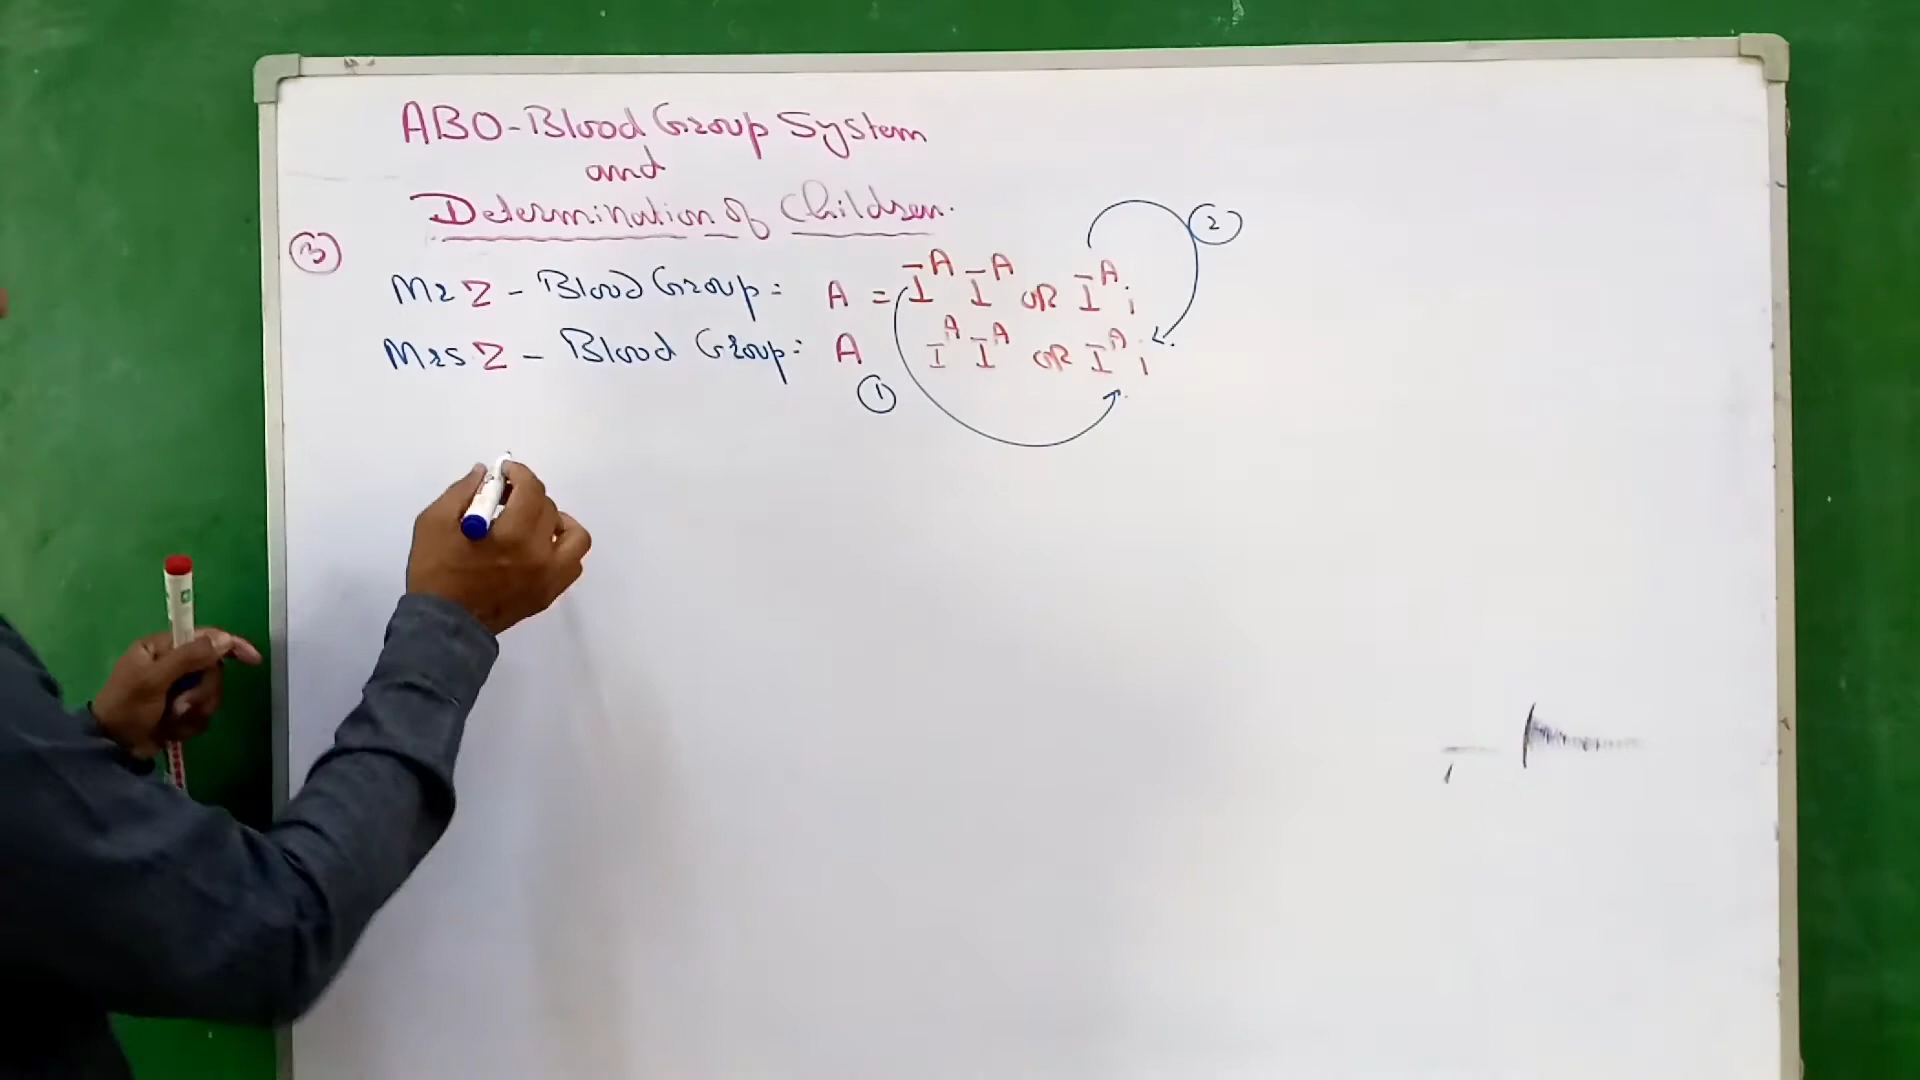 ABO-Blood Group System
and
Determination of Children.
③
Mr Z - Blood Group: A = I^A I^A OR I^A i
②
Mrs Z - Blood Group: A I^A I^A OR I^A i
①